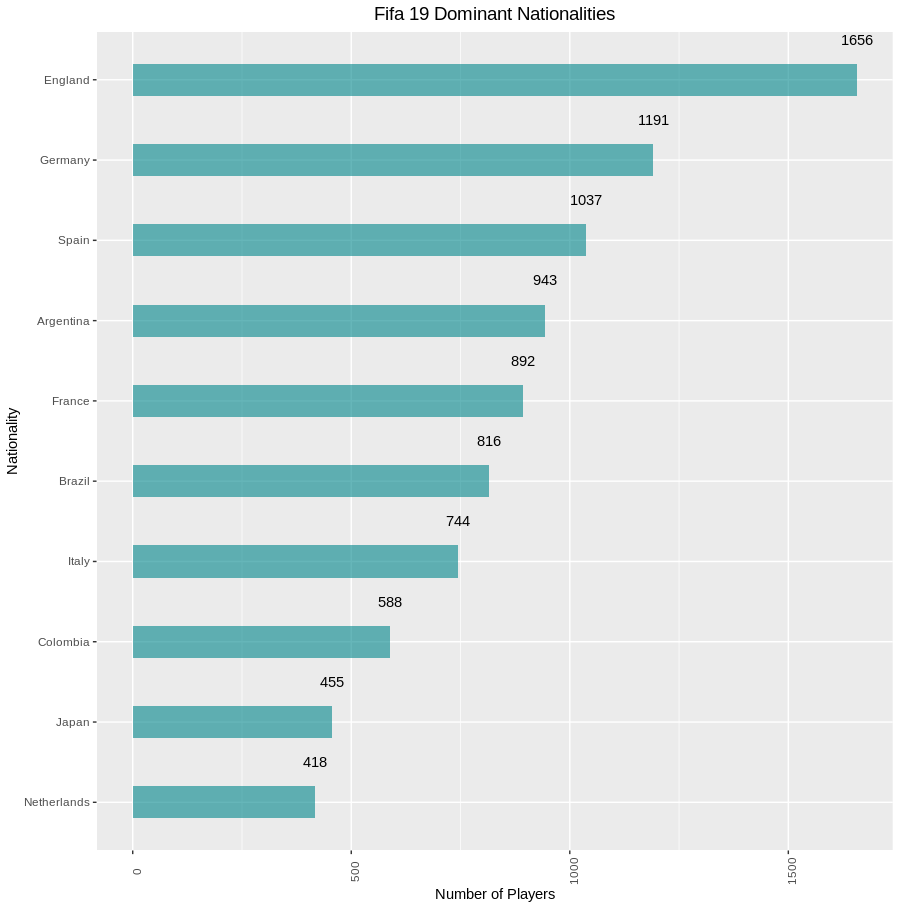 Fifa 19 Dominant Nationalities
1656
England
1191
Germany
1037
Spain
943
Argentina
892
France
816
Brazil
744
Italy
588
Colombia
455
Japan
418
Netherlands
Nationality
0
500
1000
1500
Number of Players